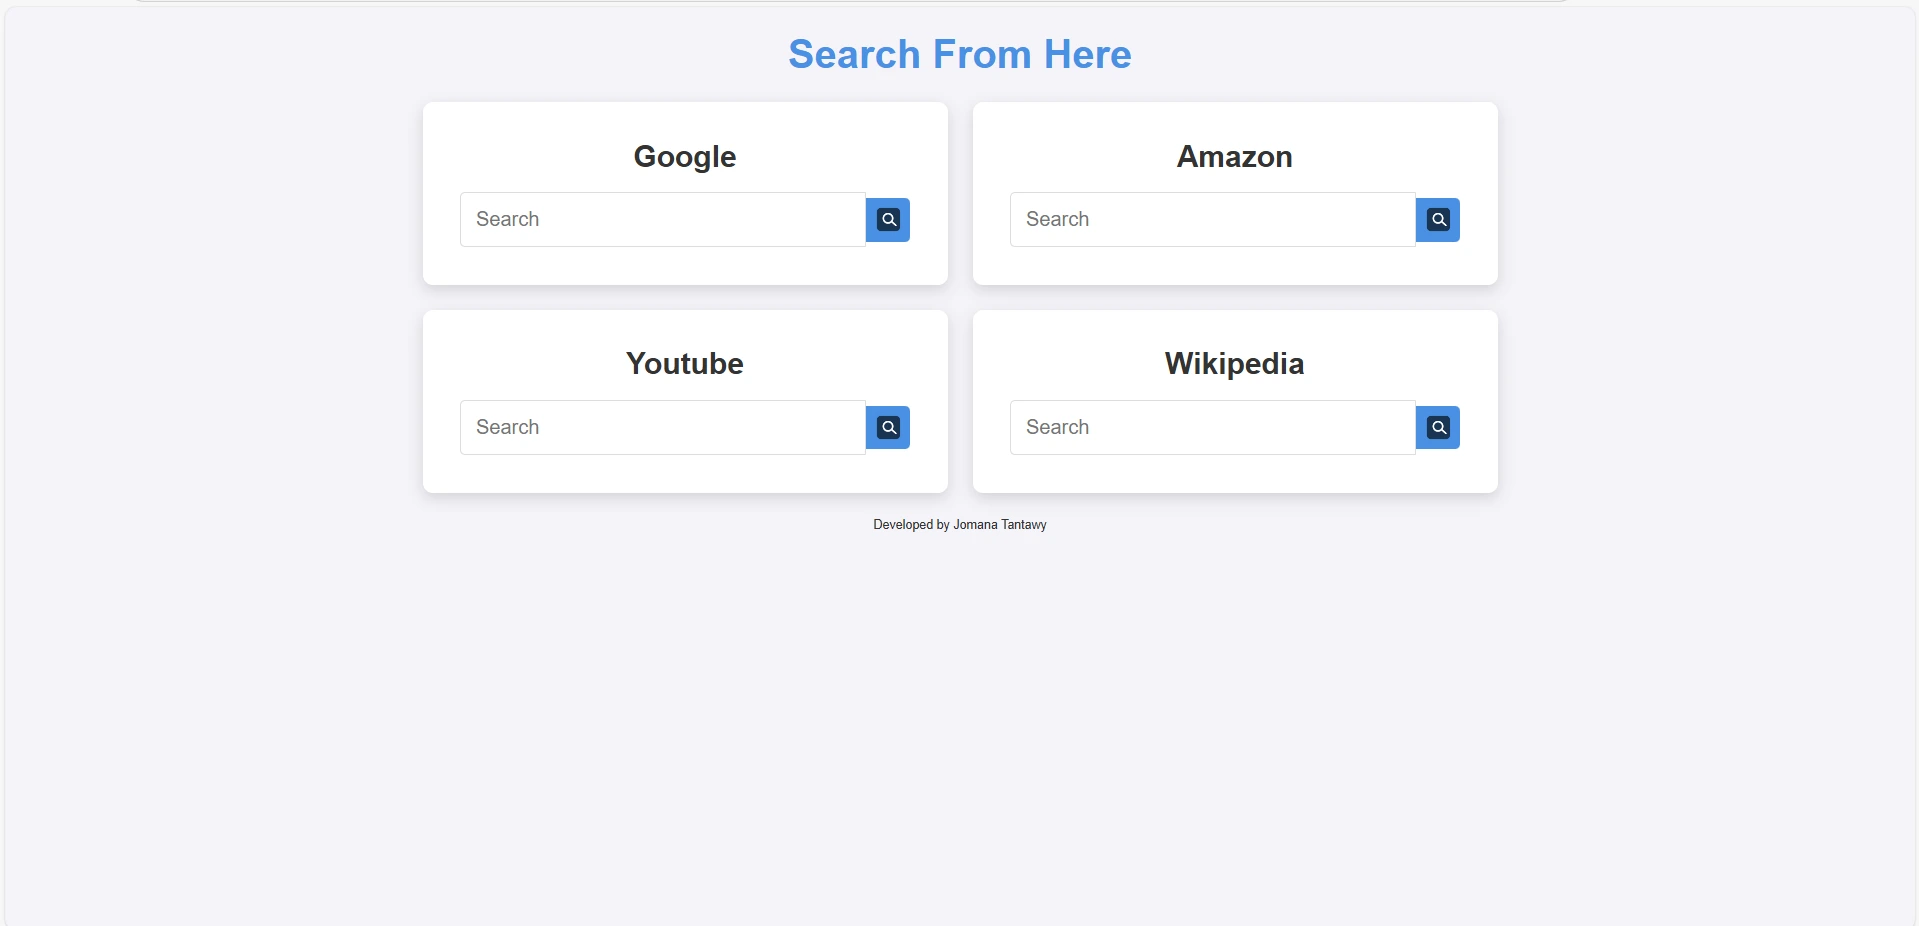 Search From Here
Google
Amazon
Search
Search
Youtube
Wikipedia
Search
Search
Developed by Jomana Tantawy